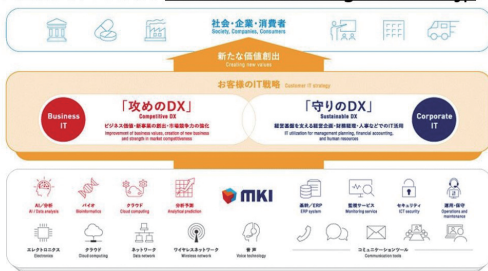 社会・企業・消費者
Society, Companies, Consumers
新たな価値創出
Creating new values
お客様のIT戦略 Customer IT strategy
Business
IT
「攻めのDX」
Competitive DX
ビジネス価値・新事業の創出・市場競争力の強化
Improvement of business values, creation of new business
and strength in market competitiveness
「守りのDX」
Sustainable DX
経営基盤を支える経営企画・財務経理・人事などでのIT活用
IT utilization for management planning, financial accounting,
and human resources
Corporate
IT
AI/分析
AI / Data analysis
バイオ
Bioinformatics
クラウド
Cloud computing
分析予測
Analytical prediction
MKI
基幹/ERP
ERP system
監視サービス
Monitoring service
セキュリティ
ICT security
運用・保守
Operations and
maintenance
エレクトロニクス
Electronics
クラウド
Cloud computing
ネットワーク
Data network
ワイヤレスネットワーク
Wireless network
音声
Voice technology
コミュニケーションツール
Communication tools